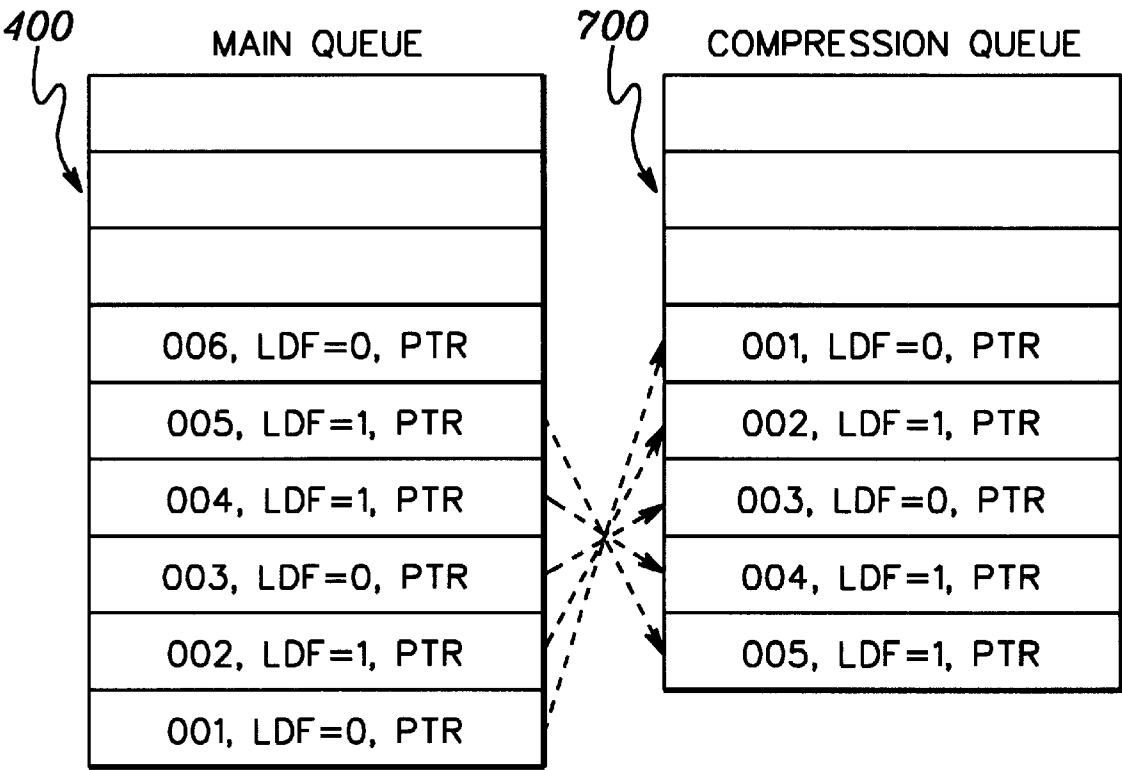 400
MAIN QUEUE
006, LDF=0, PTR
005, LDF=1, PTR
004, LDF=1, PTR
003, LDF=0, PTR
002, LDF=1, PTR
001, LDF=0, PTR
700
COMPRESSION QUEUE
001, LDF=0, PTR
002, LDF=1, PTR
003, LDF=0, PTR
004, LDF=1, PTR
005, LDF=1, PTR